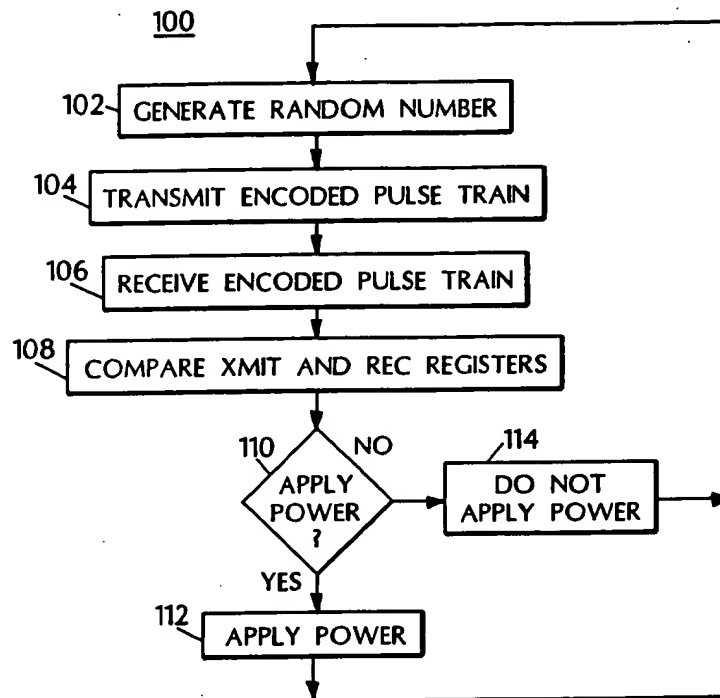 100
102 GENERATE RANDOM NUMBER
104 TRANSMIT ENCODED PULSE TRAIN
106 RECEIVE ENCODED PULSE TRAIN
108 COMPARE XMIT AND REC REGISTERS
110 NO
APPLY
POWER
?
114
DO NOT
APPLY POWER
YES
112 APPLY POWER